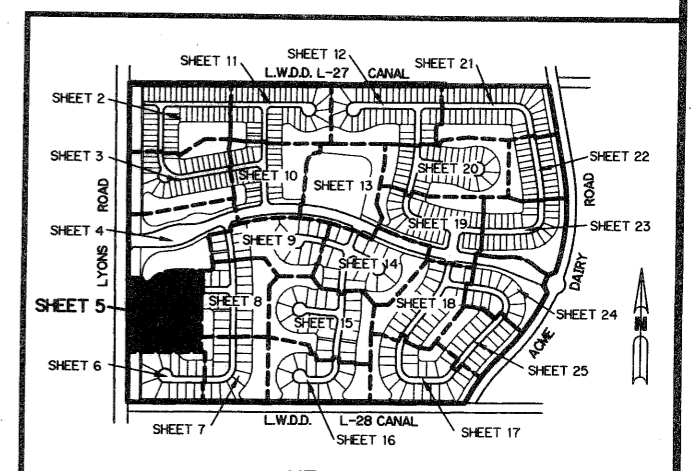 SHEET 11
SHEET 12
SHEET 21
L.W.D.D. L-27 CANAL
SHEET 2
SHEET 3
SHEET 22
SHEET 10
SHEET 13
SHEET 20
LYONS ROAD
ROAD
SHEET 4
SHEET 9
SHEET 19
SHEET 23
SHEET 14
DAIRY
SHEET 5
SHEET 8
SHEET 18
SHEET 15
SHEET 24
N
ACME
SHEET 6
SHEET 25
SHEET 7
L.W.D.D. L-28 CANAL
SHEET 16
SHEET 17